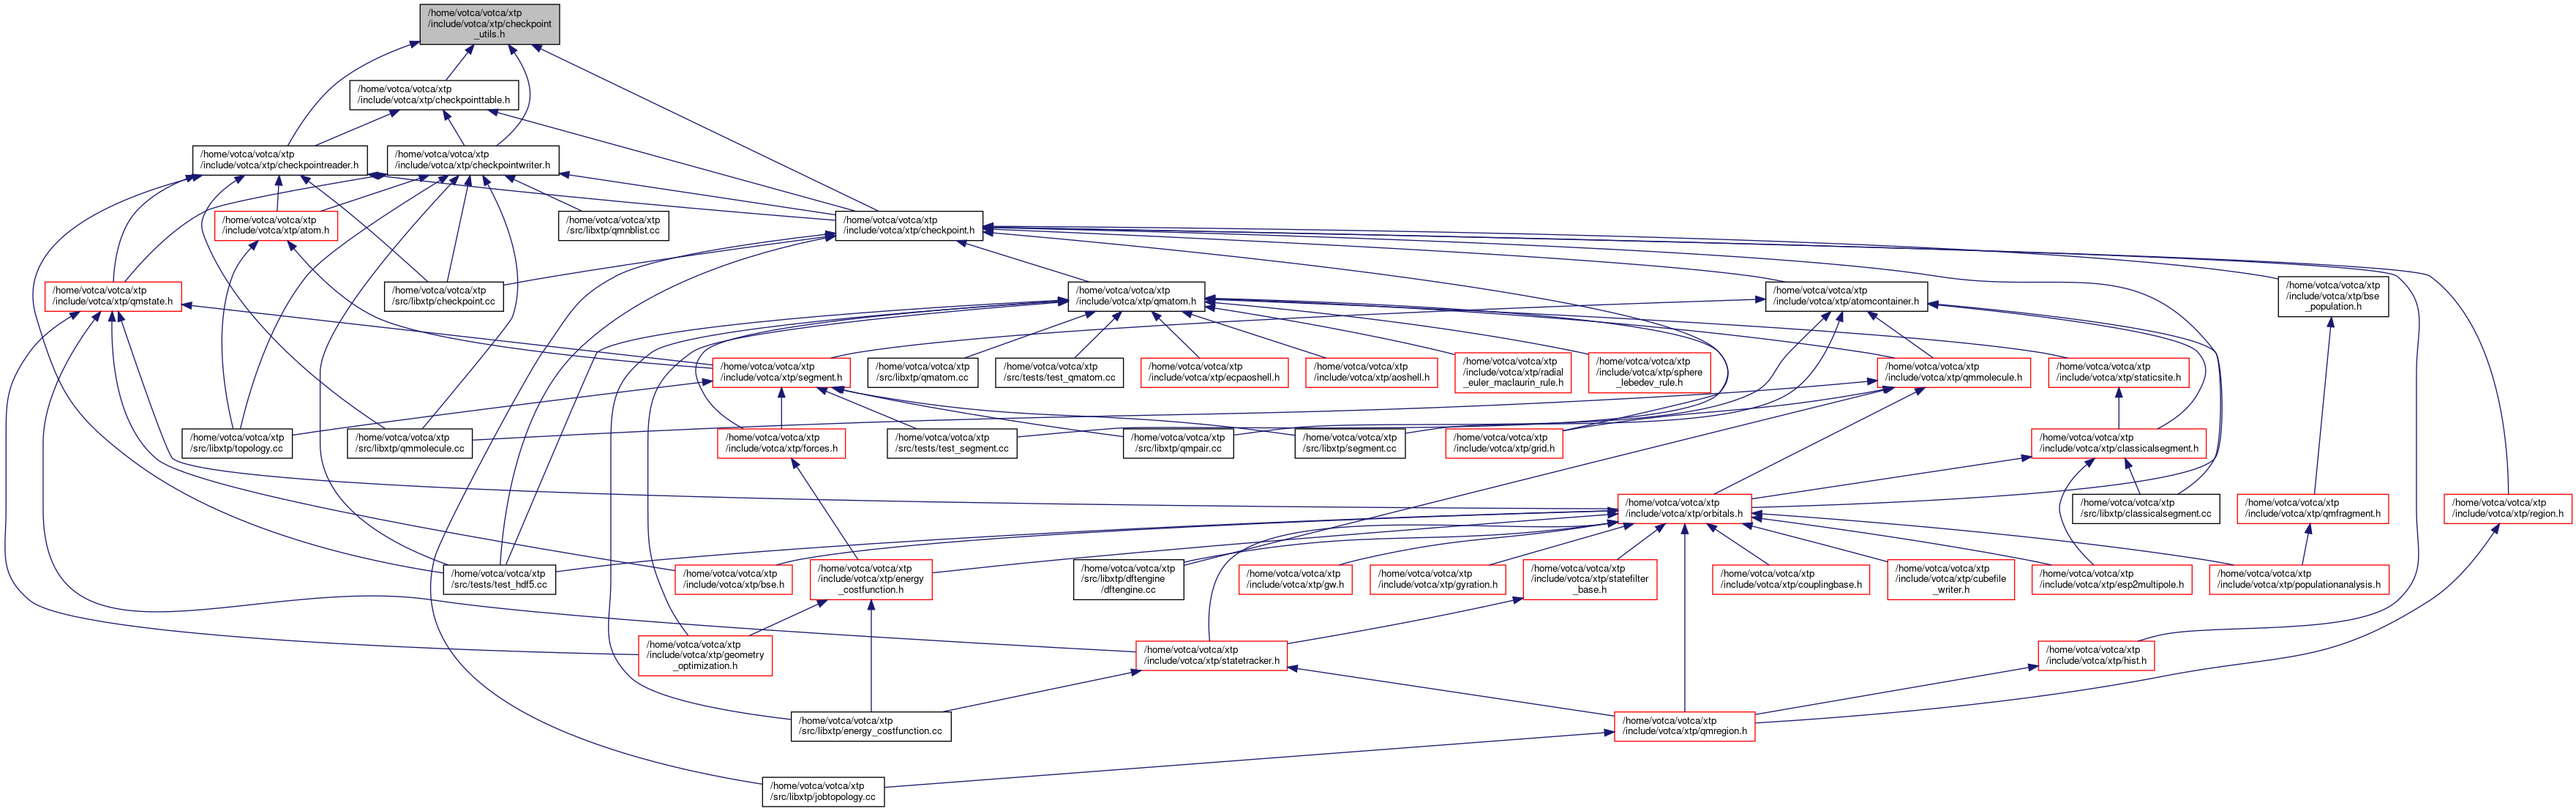 /home/votca/votca/xtp
/include/votca/xtp/checkpoint
_utils.h
/home/votca/votca/xtp
/include/votca/xtp/checkpointtable.h
/home/votca/votca/xtp
/include/votca/xtp/checkpointreader.h
/home/votca/votca/xtp
/include/votca/xtp/checkpointwriter.h
/home/votca/votca/xtp
/include/votca/xtp/atom.h
/home/votca/votca/xtp
/src/libxtp/qmnblist.cc
/home/votca/votca/xtp
/include/votca/xtp/checkpoint.h
/home/votca/votca/xtp
/include/votca/xtp/qmstate.h
/home/votca/votca/xtp
/src/libxtp/checkpoint.cc
/home/votca/votca/xtp
/include/votca/xtp/qmatom.h
/home/votca/votca/xtp
/include/votca/xtp/atomcontainer.h
/home/votca/votca/xtp
/include/votca/xtp/bse
_population.h
/home/votca/votca/xtp
/include/votca/xtp/segment.h
/home/votca/votca/xtp
/src/libxtp/qmatom.cc
/home/votca/votca/xtp
/src/tests/test_qmatom.cc
/home/votca/votca/xtp
/include/votca/xtp/ecpaoshell.h
/home/votca/votca/xtp
/include/votca/xtp/aoshell.h
/home/votca/votca/xtp
/include/votca/xtp/radial
_euler_maclaurin_rule.h
/home/votca/votca/xtp
/include/votca/xtp/sphere
_lebedev_rule.h
/home/votca/votca/xtp
/include/votca/xtp/qmmolecule.h
/home/votca/votca/xtp
/include/votca/xtp/staticsite.h
/home/votca/votca/xtp
/src/libxtp/topology.cc
/home/votca/votca/xtp
/src/libxtp/qmmolecule.cc
/home/votca/votca/xtp
/include/votca/xtp/forces.h
/home/votca/votca/xtp
/src/tests/test_segment.cc
/home/votca/votca/xtp
/src/libxtp/qmpair.cc
/home/votca/votca/xtp
/src/libxtp/segment.cc
/home/votca/votca/xtp
/include/votca/xtp/grid.h
/home/votca/votca/xtp
/include/votca/xtp/classicalsegment.h
/home/votca/votca/xtp
/include/votca/xtp/orbitals.h
/home/votca/votca/xtp
/src/libxtp/classicalsegment.cc
/home/votca/votca/xtp
/include/votca/xtp/qmfragment.h
/home/votca/votca/xtp
/include/votca/xtp/region.h
/home/votca/votca/xtp
/src/tests/test_hdf5.cc
/home/votca/votca/xtp
/include/votca/xtp/bse.h
/home/votca/votca/xtp
/include/votca/xtp/energy
_costfunction.h
/home/votca/votca/xtp
/src/libxtp/dftengine
/dftengine.cc
/home/votca/votca/xtp
/include/votca/xtp/gw.h
/home/votca/votca/xtp
/include/votca/xtp/gyration.h
/home/votca/votca/xtp
/include/votca/xtp/statefilter
_base.h
/home/votca/votca/xtp
/include/votca/xtp/couplingbase.h
/home/votca/votca/xtp
/include/votca/xtp/cubefile
_writer.h
/home/votca/votca/xtp
/include/votca/xtp/esp2multipole.h
/home/votca/votca/xtp
/include/votca/xtp/populationanalysis.h
/home/votca/votca/xtp
/include/votca/xtp/geometry
_optimization.h
/home/votca/votca/xtp
/include/votca/xtp/statetracker.h
/home/votca/votca/xtp
/include/votca/xtp/hist.h
/home/votca/votca/xtp
/src/libxtp/energy_costfunction.cc
/home/votca/votca/xtp
/include/votca/xtp/qmregion.h
/home/votca/votca/xtp
/src/libxtp/jobtopology.cc